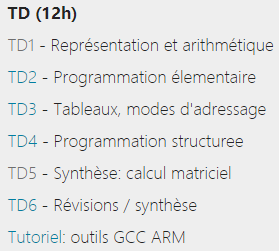 TD (12h)
TD1 - Représentation et arithmétique
TD2 - Programmation élementaire
TD3 - Tableaux, modes d'adressage
TD4 - Programmation structuree
TD5 - Synthèse: calcul matriciel
TD6 - Révisions / synthèse
Tutoriel: outils GCC ARM